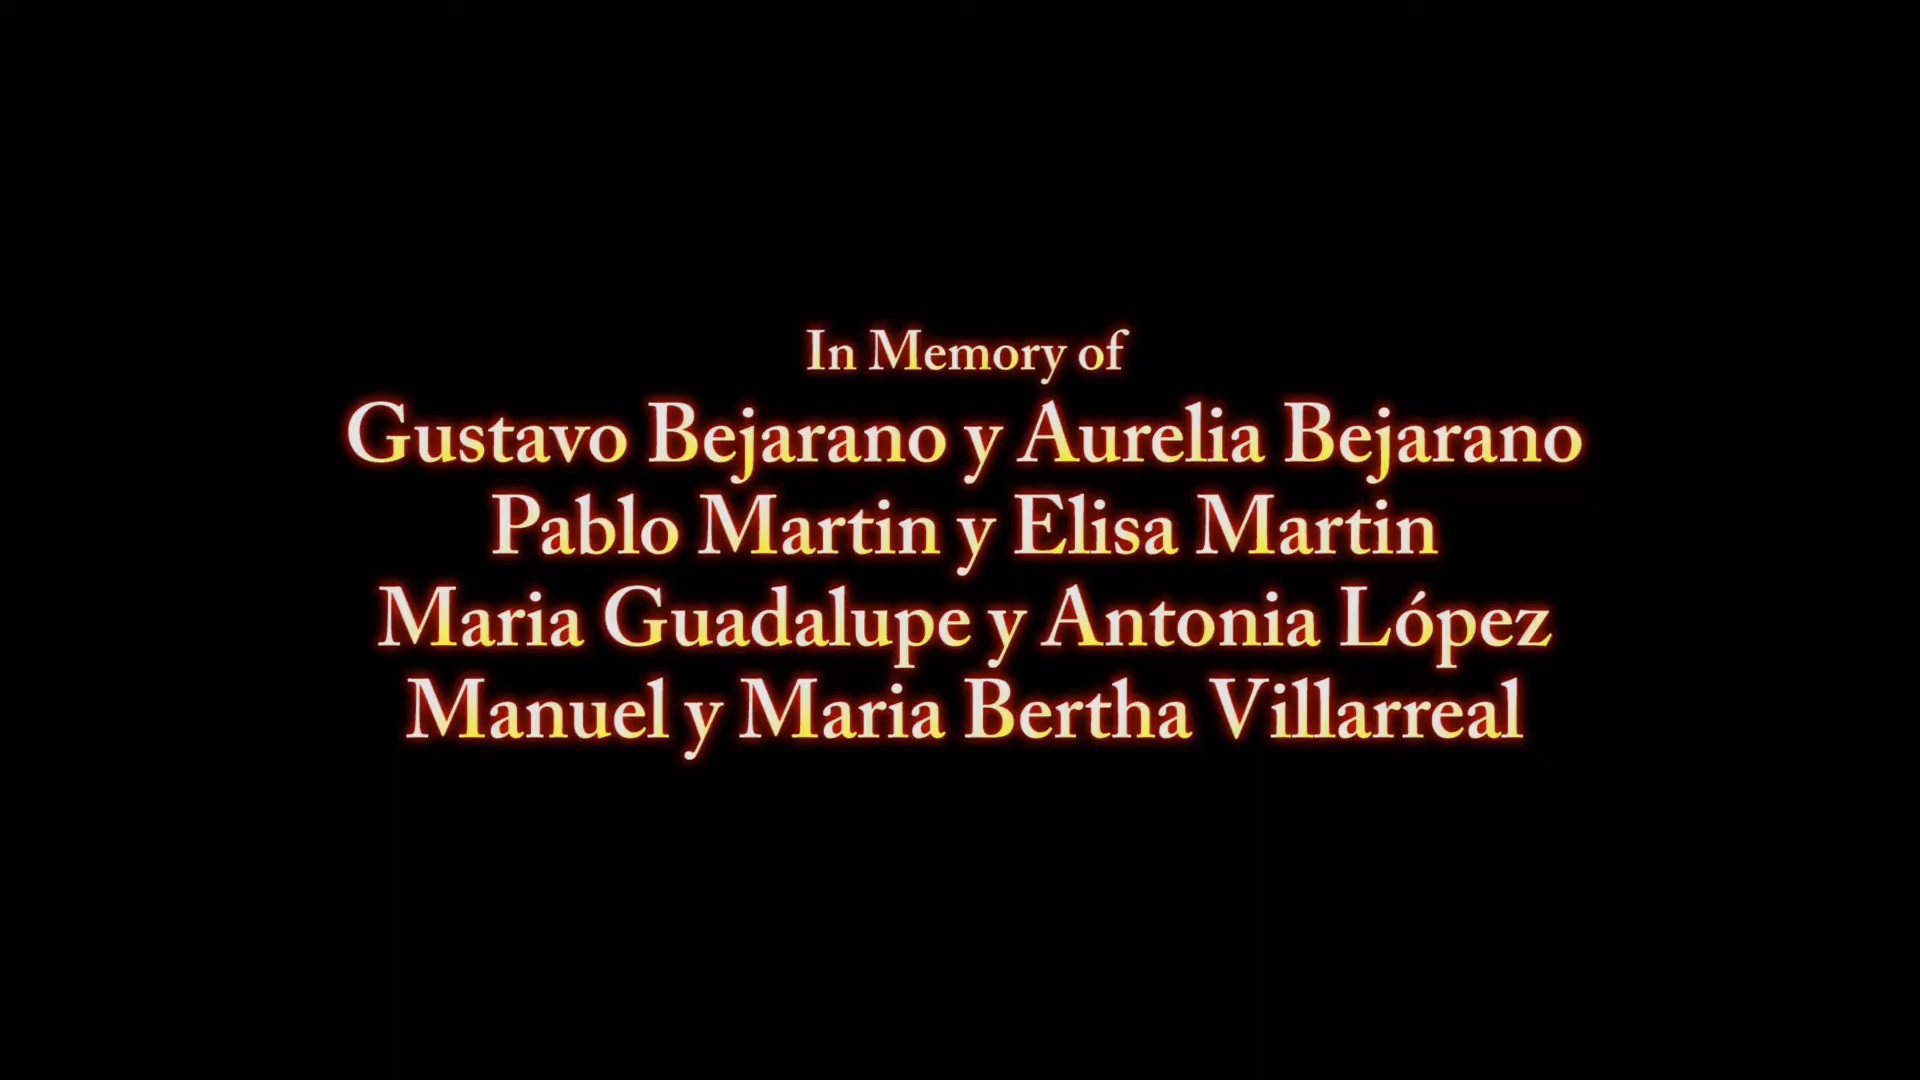 In Memory of
Gustavo Bejarano y Aurelia Bejarano
Pablo Martin y Elisa Martin
Maria Guadalupe y Antonia López
Manuel y Maria Bertha Villarreal